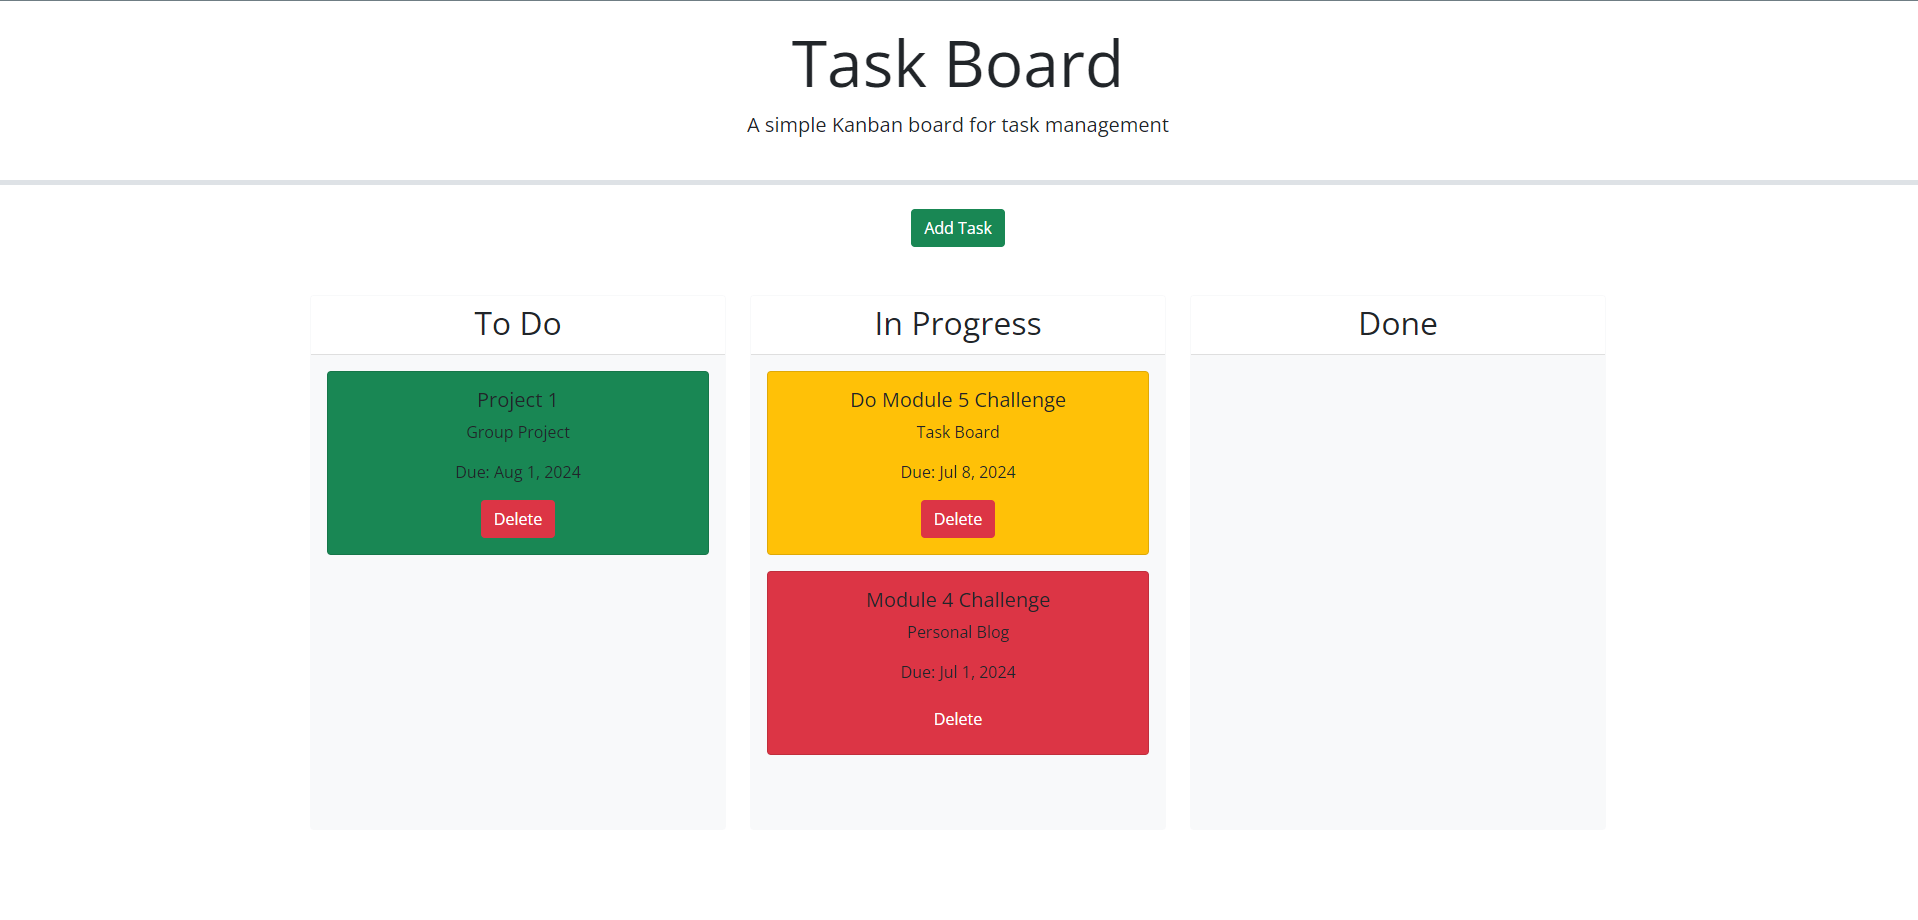 Task Board
A simple Kanban board for task management
Add Task
To Do
Project 1
Group Project
Due: Aug 1, 2024
Delete
In Progress
Do Module 5 Challenge
Task Board
Due: Jul 8, 2024
Delete
Module 4 Challenge
Personal Blog
Due: Jul 1, 2024
Delete
Done